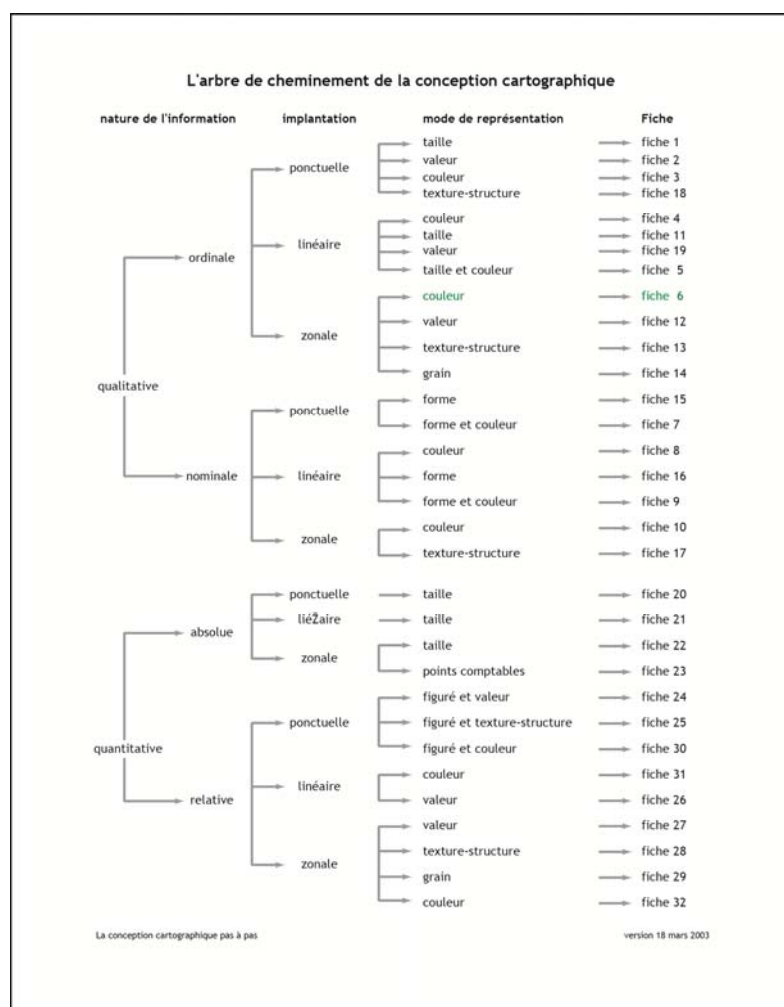 L'arbre de cheminement de la conception cartographique
nature de l'information implantation mode de représentation Fiche
taille fiche 1
valeur fiche 2
ponctuelle
couleur fiche 3
texture-structure fiche 18
couleur fiche 4
taille fiche 11
linéaire
valeur fiche 19
ordinale
taille et couleur fiche 5
couleur fiche 6
valeur fiche 12
zonale
texture-structure fiche 13
grain fiche 14
qualitative
forme fiche 15
ponctuelle
forme et couleur fiche 7
couleur fiche 8
nominale linéaire forme fiche 16
forme et couleur fiche 9
couleur fiche 10
zonale
texture-structure fiche 17
ponctuelle taille fiche 20
liéŽaire taille fiche 21
absolue
taille fiche 22
zonale
points comptables fiche 23
figuré et valeur fiche 24
ponctuelle figuré et texture-structure fiche 25
quantitative figuré et couleur fiche 30
couleur fiche 31
linéaire
relative valeur fiche 26
valeur fiche 27
texture-structure fiche 28
zonale
grain fiche 29
couleur fiche 32
La conception cartographique pas à pas version 18 mars 2003